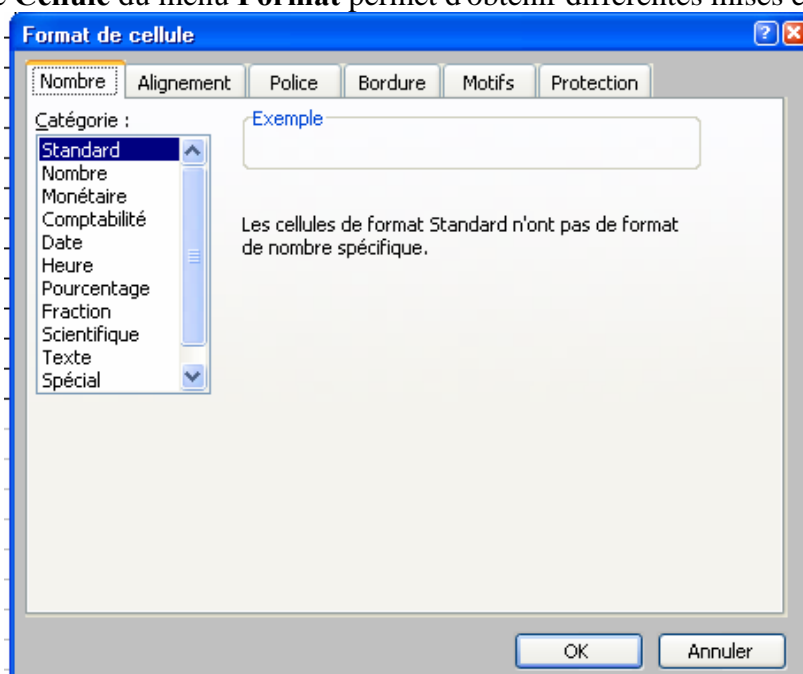 Cellule du menu Format permet d'obtenir différentes mises
Format de cellule
Nombre Alignement Police Bordure Motifs Protection
Catégorie :
Exemple
Standard
Nombre
Monétaire
Comptabilité
Date
Heure
Pourcentage
Fraction
Scientifique
Texte
Spécial
Les cellules de format Standard n'ont pas de format
de nombre spécifique.
OK Annuler